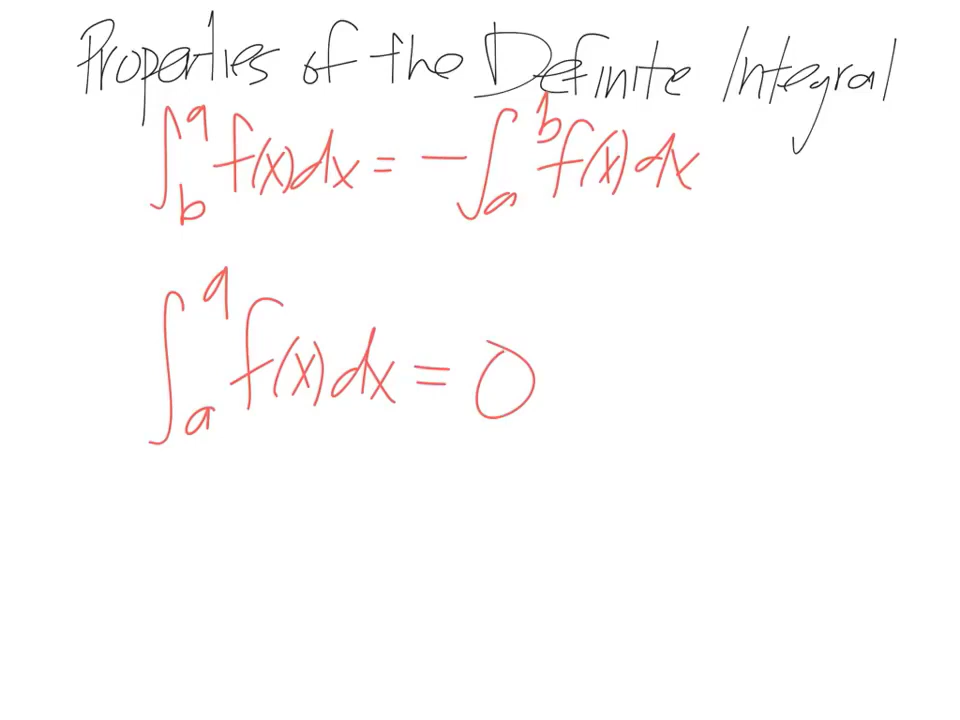 Properties of the Definite Integral
∫_b^a f(x)dx = -∫_a^b f(x)dx
∫_a^a f(x)dx = 0